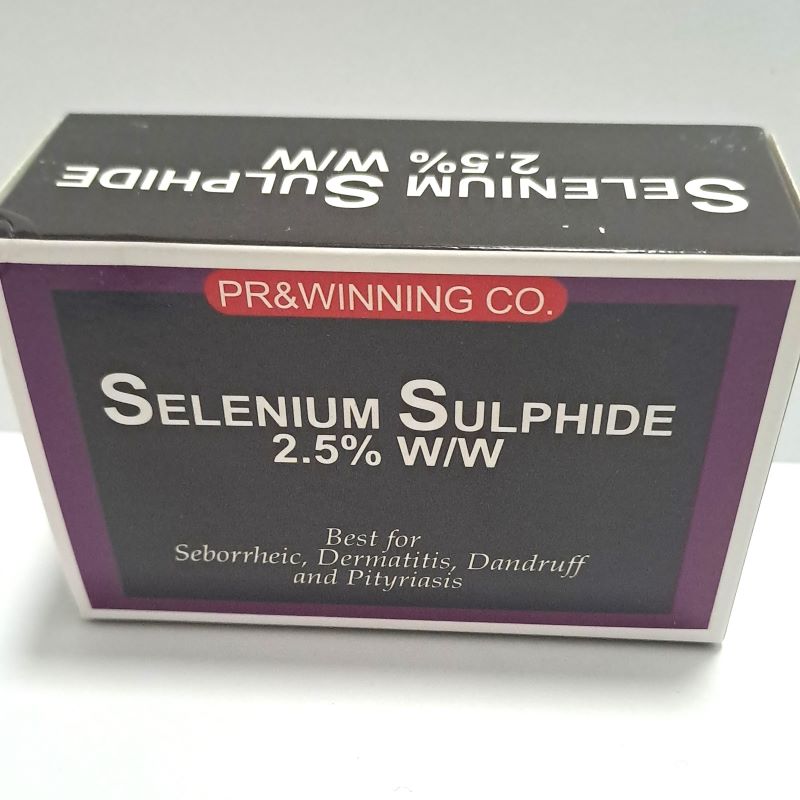 SELENIUM SULPHIDE
2.5% W/W
PR&WINNING CO.
SELENIUM SULPHIDE
2.5% W/W
Best for
Seborrheic, Dermatitis, Dandruff
and Pityriasis